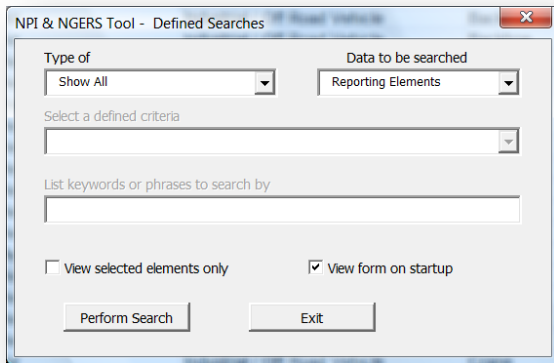 NPI & NGERS Tool - Defined Searches
Type of
Data to be searched
Show All
Reporting Elements
Select a defined criteria
List keywords or phrases to search by
View selected elements only
View form on startup
Perform Search
Exit